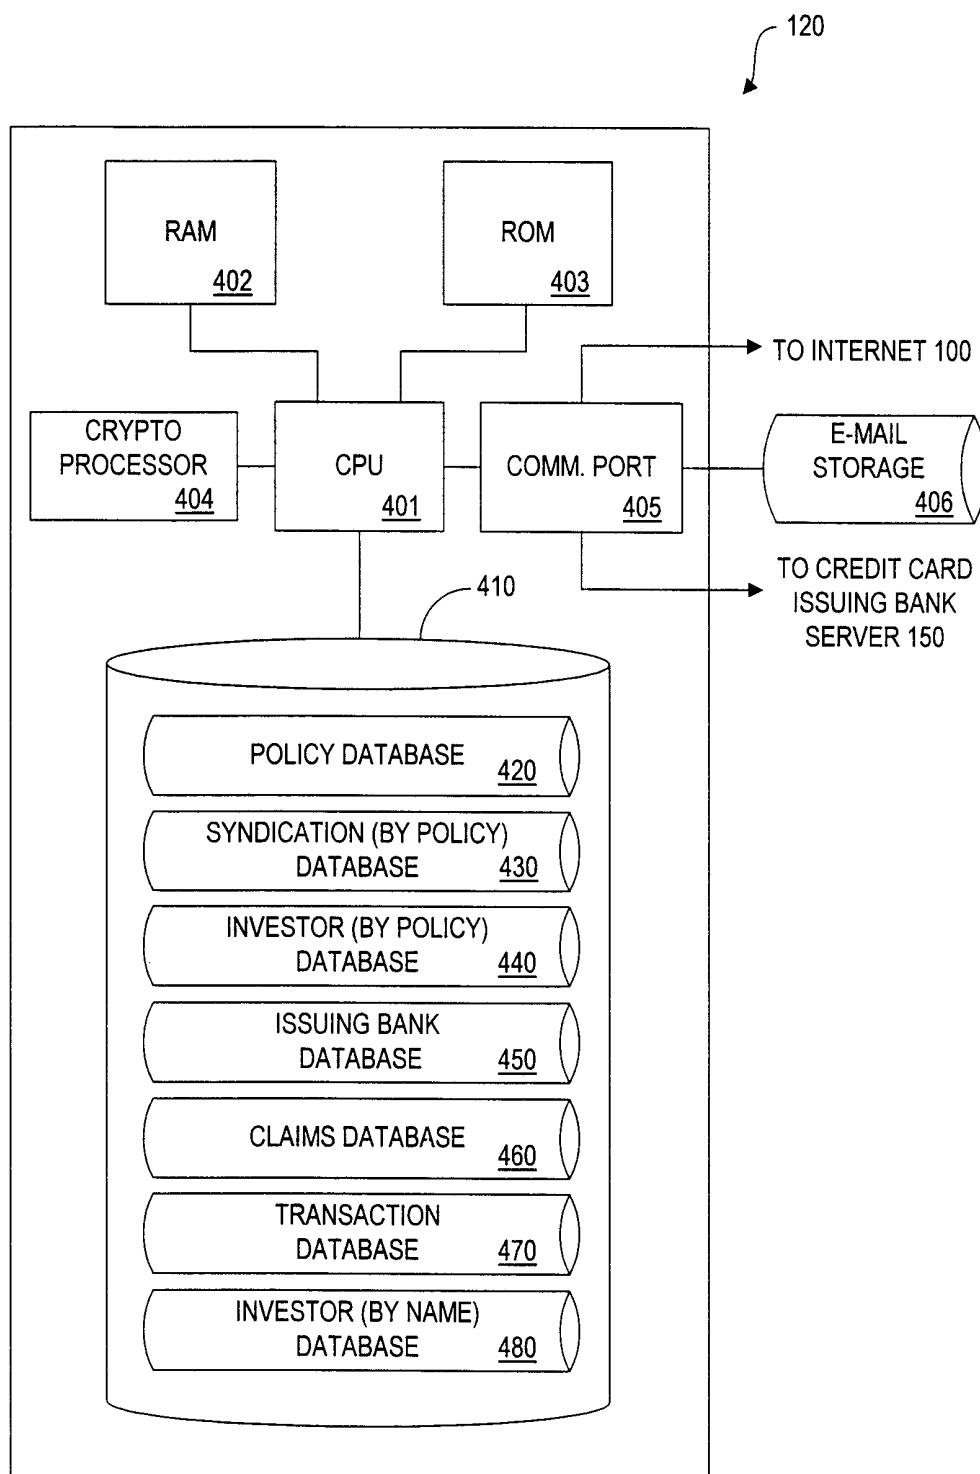 120
RAM
402
ROM
403
TO INTERNET 100
CRYPTO
PROCESSOR
404
CPU
401
COMM. PORT
405
E-MAIL
STORAGE
406
TO CREDIT CARD
ISSUING BANK
SERVER 150
410
POLICY DATABASE
420
SYNDICATION (BY POLICY)
DATABASE
430
INVESTOR (BY POLICY)
DATABASE
440
ISSUING BANK
DATABASE
450
CLAIMS DATABASE
460
TRANSACTION
DATABASE
470
INVESTOR (BY NAME)
DATABASE
480